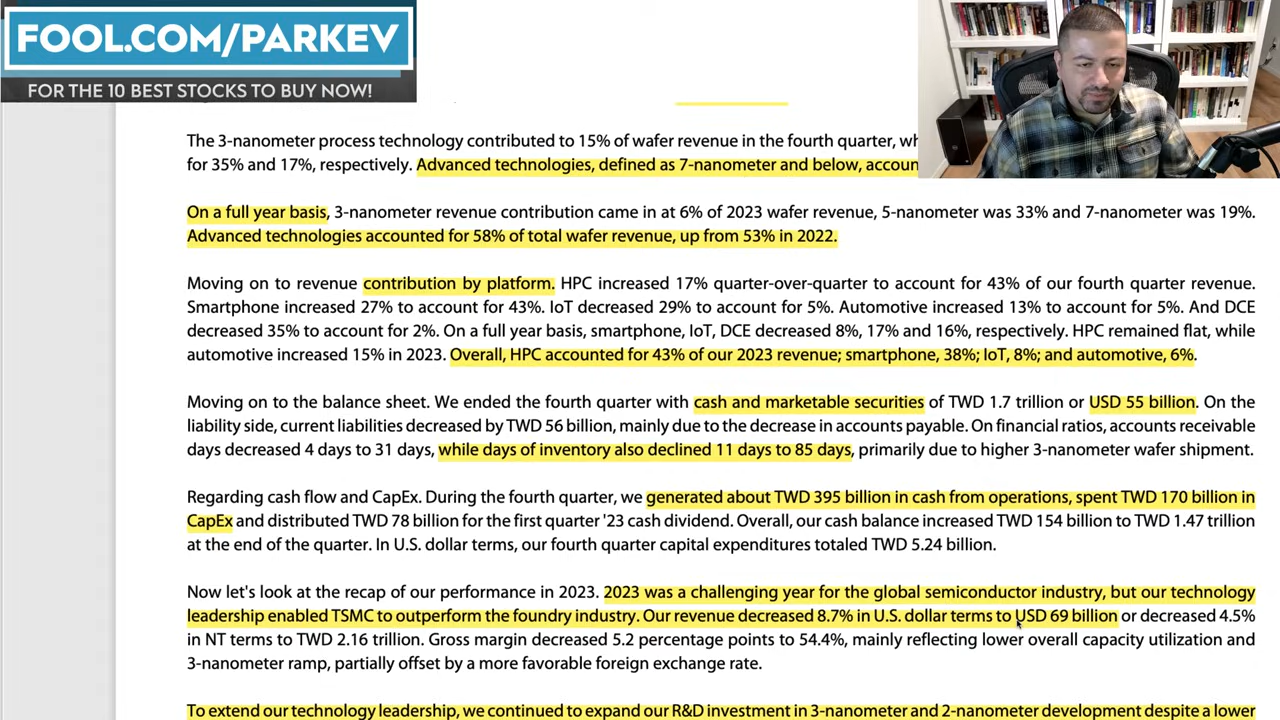 FOOL.COM/PARKEV
FOR THE 10 BEST STOCKS TO BUY NOW!
The 3-nanometer process technology contributed to 15% of wafer revenue in the fourth quarter,
for 35% and 17%, respectively. Advanced technologies, defined as 7-nanometer and below,
On a full year basis, 3-nanometer revenue contribution came in at 6% of 2023 wafer revenue, 5-nanometer was 33% and 7-nanometer was 19%.
Advanced technologies accounted for 58% of total wafer revenue, up from 53% in 2022.
Moving on to revenue contribution by platform. HPC increased 17% quarter-over-quarter to account for 43% of our fourth quarter revenue.
Smartphone increased 27% to account for 43%. IoT decreased 29% to account for 5%. Automotive increased 13% to account for 5%. And DCE
decreased 35% to account for 2%. On a full year basis, smartphone, IoT, DCE decreased 8%, 17% and 16%, respectively. HPC remained flat, while
automotive increased 15% in 2023. Overall, HPC accounted for 43% of our 2023 revenue; smartphone, 38%; IoT, 8%; and automotive, 6%.
Moving on to the balance sheet. We ended the fourth quarter with cash and marketable securities of TWD 1.7 trillion or USD 55 billion. On the
liability side, current liabilities decreased by TWD 56 billion, mainly due to the decrease in accounts payable. On financial ratios, accounts receivable
days decreased 4 days to 31 days, while days of inventory also declined 11 days to 85 days, primarily due to higher 3-nanometer wafer shipment.
Regarding cash flow and CapEx. During the fourth quarter, we generated about TWD 395 billion in cash from operations, spent TWD 170 billion in
CapEx and distributed TWD 78 billion for the first quarter '23 cash dividend. Overall, our cash balance increased TWD 154 billion to TWD 1.47 trillion
at the end of the quarter. In U.S. dollar terms, our fourth quarter capital expenditures totaled TWD 5.24 billion.
Now let's look at the recap of our performance in 2023. 2023 was a challenging year for the global semiconductor industry, but our technology
leadership enabled TSMC to outperform the foundry industry. Our revenue decreased 8.7% in U.S. dollar terms to USD 69 billion or decreased 4.5%
in NT terms to TWD 2.16 trillion. Gross margin decreased 5.2 percentage points to 54.4%, mainly reflecting lower overall capacity utilization and
3-nanometer ramp, partially offset by a more favorable foreign exchange rate.
To extend our technology leadership, we continued to expand our R&D investment in 3-nanometer and 2-nanometer development despite a lower